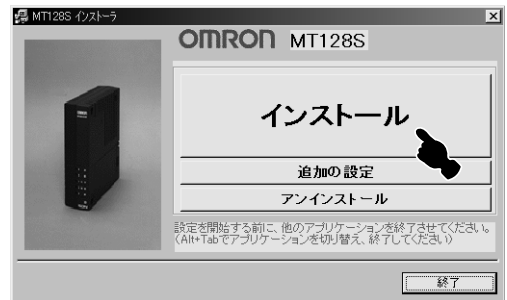 MT128S インストーラ
OMRON MT128S
インストール
追加の設定
アンインストール
設定を開始する前に、他のアプリケーションを終了させてください。
(Alt+Tabでアプリケーションを切り替え、終了してください)
終了